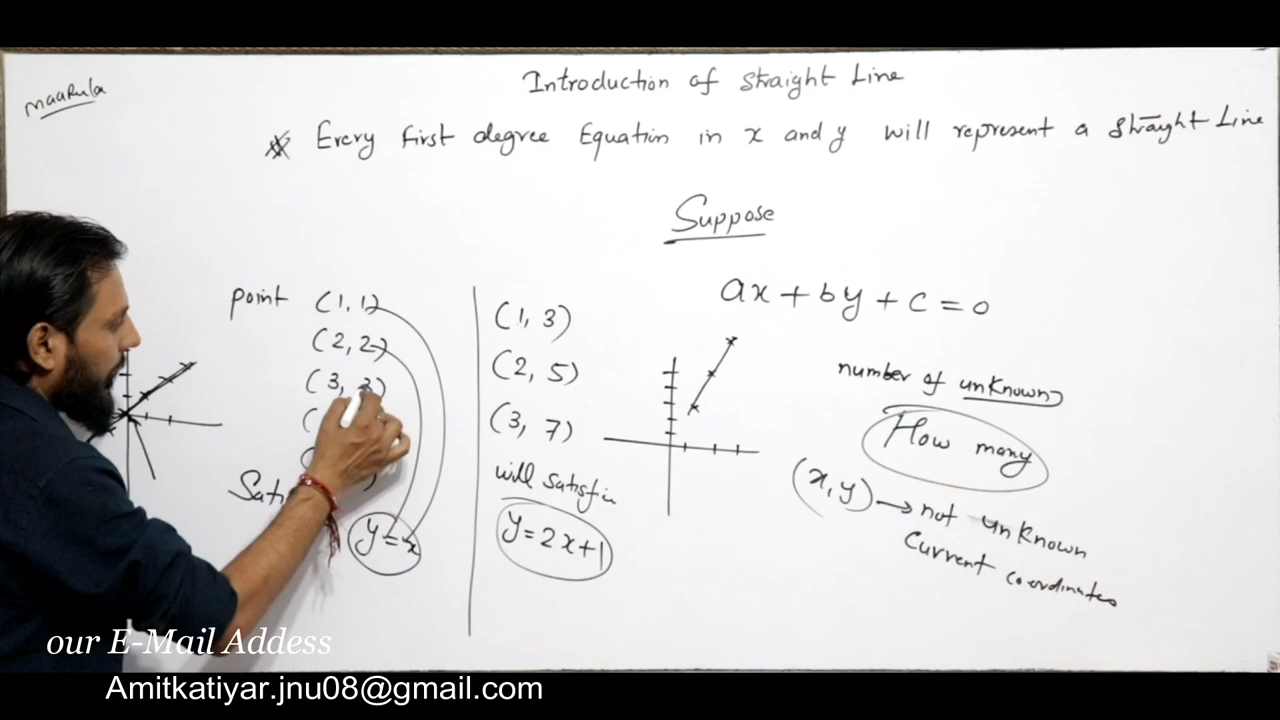 maaRula
Introduction of Straight Line
Every first degree Equation in x and y will represent a straight Line
Suppose
point (1, 1)
(2, 2)
(3, 3)
(
y = x
(1, 3)
(2, 5)
(3, 7)
will satisfin
y = 2x+1
ax + by + c = 0
number of unknown
How many
(x, y) → not unknown
Current coordinates
our E-Mail Addess
Amitkatiyar.jnu08@gmail.com